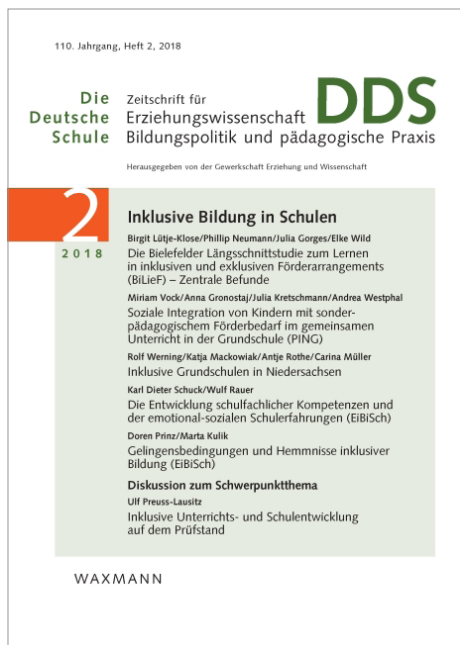 110. Jahrgang, Heft 2, 2018
Die
Deutsche
Schule
Zeitschrift für
Erziehungswissenschaft
Bildungspolitik und pädagogische Praxis
DDS
Herausgegeben von der Gewerkschaft Erziehung und Wissenschaft
2
2018
Inklusive Bildung in Schulen
Birgit Lütje-Klose/Phillip Neumann/Julia Gorges/Elke Wild
Die Bielefelder Längsschnittstudie zum Lernen
in inklusiven und exklusiven Förderarrangements
(BiLieF) – Zentrale Befunde
Miriam Vock/Anna Gronostaj/Julia Kretschmann/Andrea Westphal
Soziale Integration von Kindern mit sonder-
pädagogischem Förderbedarf im gemeinsamen
Unterricht in der Grundschule (PING)
Rolf Werning/Katja Mackowiak/Antje Rothe/Carina Müller
Inklusive Grundschulen in Niedersachsen
Karl Dieter Schuck/Wulf Rauer
Die Entwicklung schulfachlicher Kompetenzen und
der emotional-sozialen Schulerfahrungen (EiBiSch)
Doren Prinz/Marta Kulik
Gelingensbedingungen und Hemmnisse inklusiver
Bildung (EiBiSch)
Diskussion zum Schwerpunktthema
Ulf Preuss-Lausitz
Inklusive Unterrichts- und Schulentwicklung
auf dem Prüfstand
WAXMANN